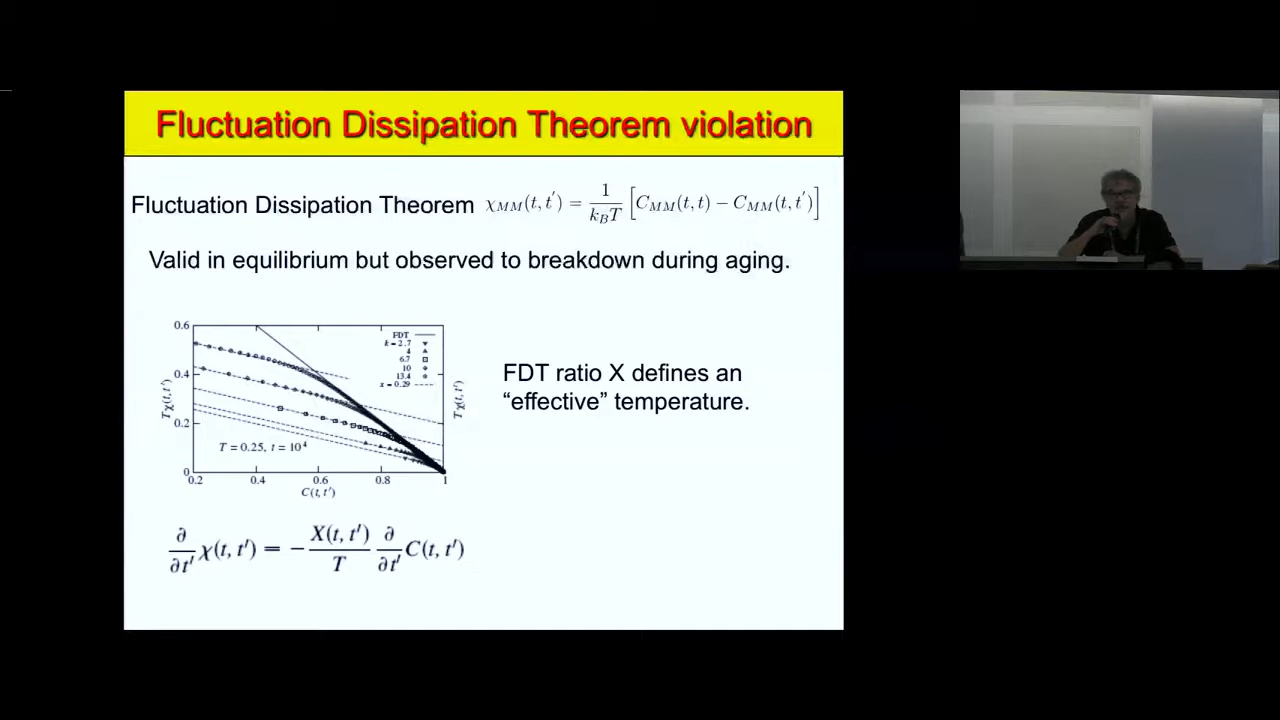 Fluctuation Dissipation Theorem violation
Fluctuation Dissipation Theorem χ_MM(t, t′) = 1/(k_B T) [C_MM(t, t) − C_MM(t, t′)]
Valid in equilibrium but observed to breakdown during aging.
0.6
0.4
0.2
0
Tχ(t, t′)
FDT
k = 2.7
4
6.7
10
13.4
x = 0.29
T = 0.25, t = 10⁴
Tχ(t, t′)
0.2 0.4 0.6 0.8 1
C(t, t′)
FDT ratio X defines an
“effective” temperature.
∂/∂t′ χ(t, t′) = − X(t, t′)/T ∂/∂t′ C(t, t′)